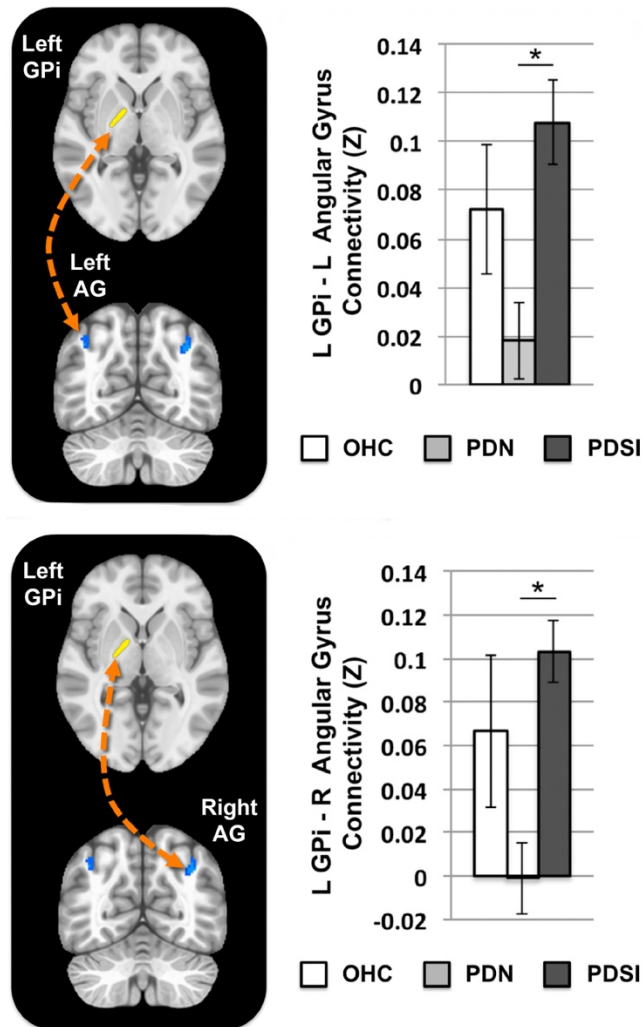 Left
GPi
Left
AG
L GPi - L Angular Gyrus
Connectivity (Z)
0.14
0.12
0.1
0.08
0.06
0.04
0.02
0
*
OHC PDN PDSI
Left
GPi
Right
AG
L GPi - R Angular Gyrus
Connectivity (Z)
0.14
0.12
0.1
0.08
0.06
0.04
0.02
0
-0.02
*
OHC PDN PDSI